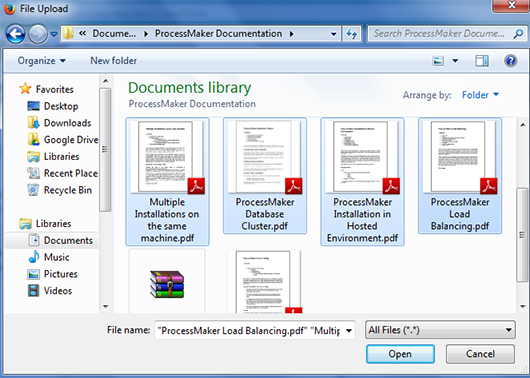 File Upload
Docume...
ProcessMaker Documentation
Search ProcessMaker Docume...
Organize
New folder
Favorites
Desktop
Downloads
Google Drive
Libraries
Recent Place
Recycle Bin
Libraries
Documents
Music
Pictures
Videos
Documents library
ProcessMaker Documentation
Arrange by:
Folder
Multiple
Installations on
the same
machine.pdf
ProcessMaker
Database
Cluster.pdf
ProcessMaker
Installation in
Hosted
Environment.pdf
ProcessMaker
Load
Balancing.pdf
File name:
"ProcessMaker Load Balancing.pdf" "Multip
All Files (*.*)
Open
Cancel